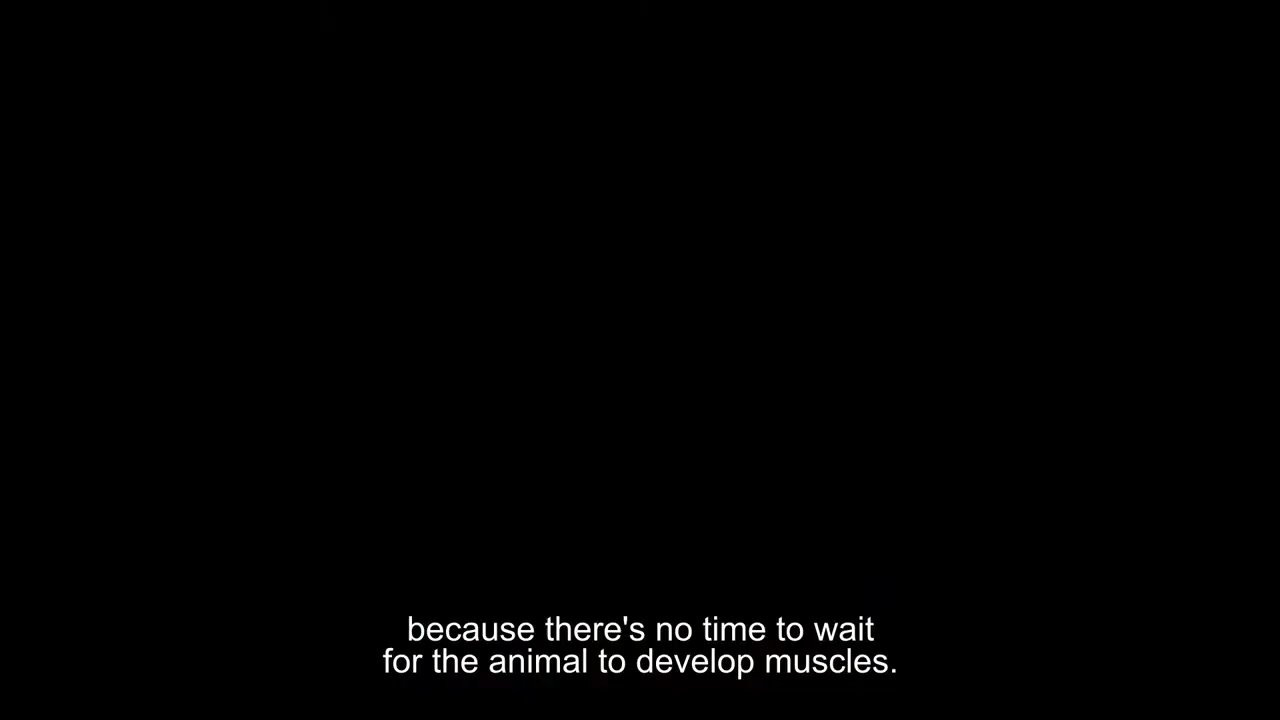 because there's no time to wait
for the animal to develop muscles.